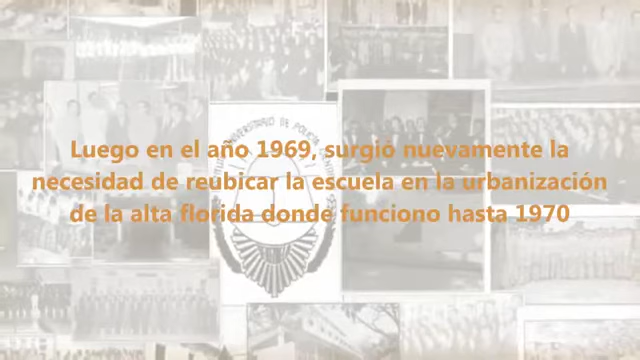 Luego en el año 1969, surgió nuevamente la
necesidad de reubicar la escuela en la urbanización
de la alta florida donde funciono hasta 1970